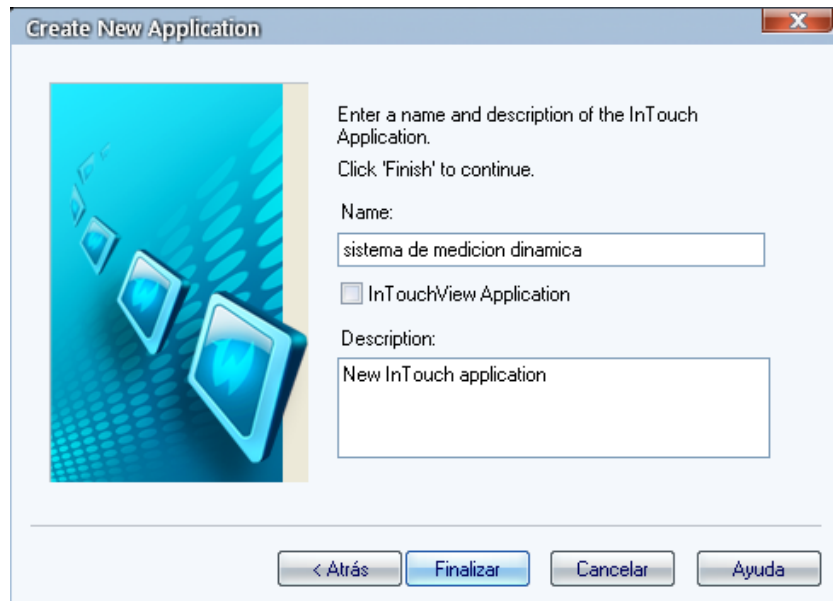 Create New Application
Enter a name and description of the InTouch
Application.
Click 'Finish' to continue.
Name:
sistema de medicion dinamica
InTouchView Application
Description:
New InTouch application
< Atrás
Finalizar
Cancelar
Ayuda